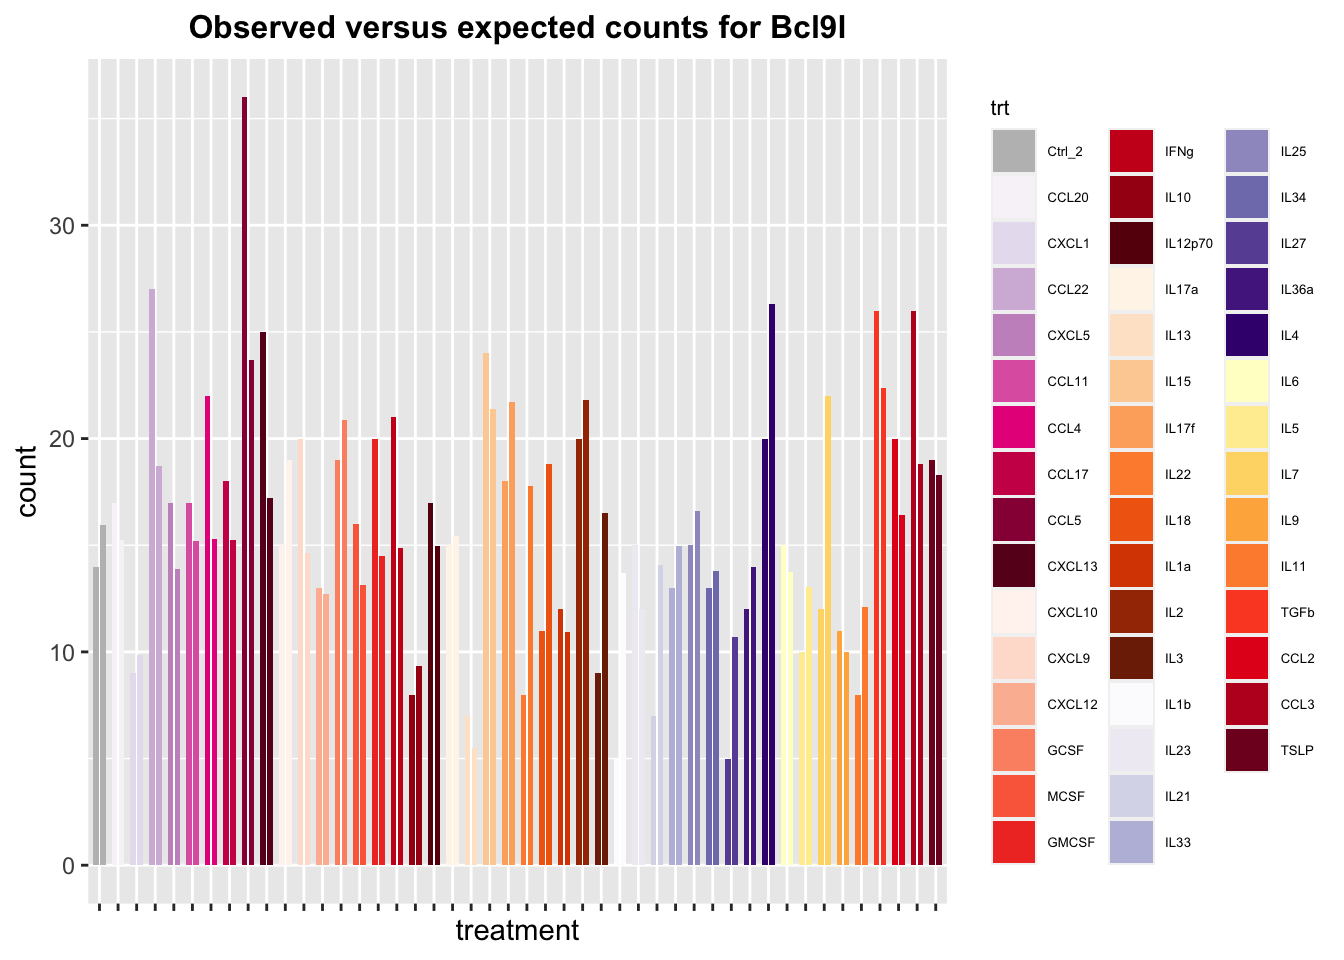 Observed versus expected counts for Bcl9l
count
30
20
10
0
treatment
trt
Ctrl_2
CCL20
CXCL1
CCL22
CXCL5
CCL11
CCL4
CCL17
CCL5
CXCL13
CXCL10
CXCL9
CXCL12
GCSF
MCSF
GMCSF
IFNg
IL10
IL12p70
IL17a
IL13
IL15
IL17f
IL22
IL18
IL1a
IL2
IL3
IL1b
IL23
IL21
IL33
IL25
IL34
IL27
IL36a
IL4
IL6
IL5
IL7
IL9
IL11
TGFb
CCL2
CCL3
TSLP